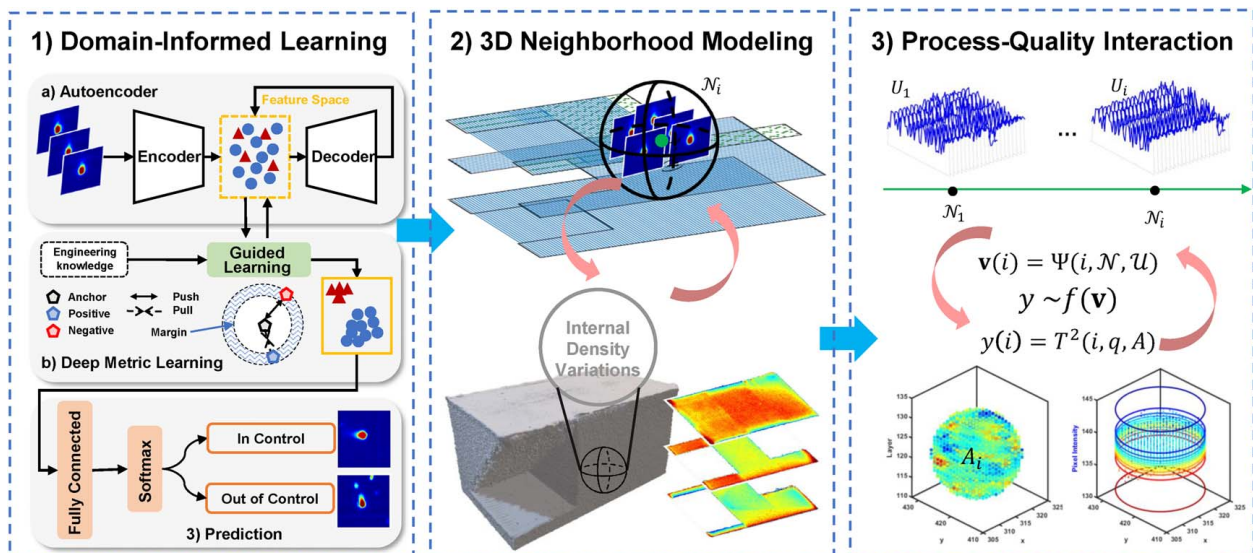 1) Domain-Informed Learning
a) Autoencoder
Feature Space
Encoder
Decoder
Engineering
knowledge
Guided
Learning
Anchor
Push
Positive
Pull
Negative
Margin
b) Deep Metric Learning
Fully Connected
Softmax
In Control
Out of Control
3) Prediction
2) 3D Neighborhood Modeling
𝒩ᵢ
Internal
Density
Variations
3) Process-Quality Interaction
U₁
Uᵢ
...
𝒩₁
𝒩ᵢ
v(i) = Ψ(i, 𝒩, 𝒰)
y ~f(v)
y(i) = T²(i, q, A)
135
130
125
120
115
110
Layer
Aᵢ
430
420
410
y
305
310
315
320
325
x
145
140
135
130
Pixel Intensity
430
420
410
y
305
310
315
320
325
x